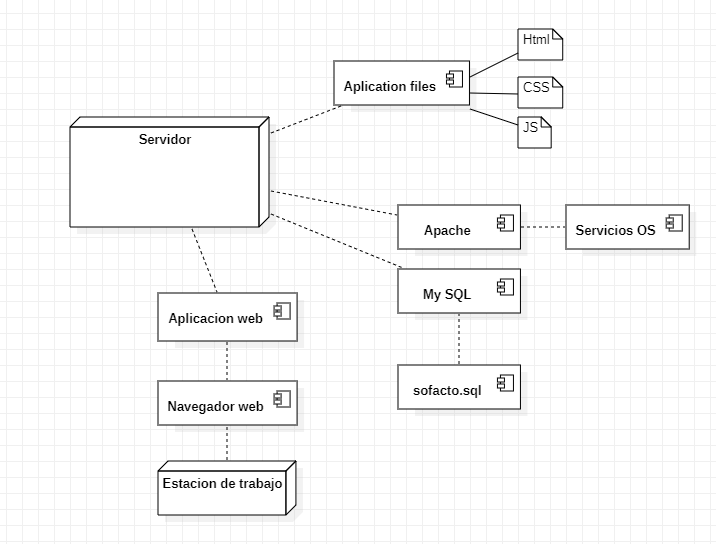 Html
Aplication files
CSS
JS
Servidor
Apache
Servicios OS
My SQL
Aplicacion web
sofacto.sql
Navegador web
Estacion de trabajo